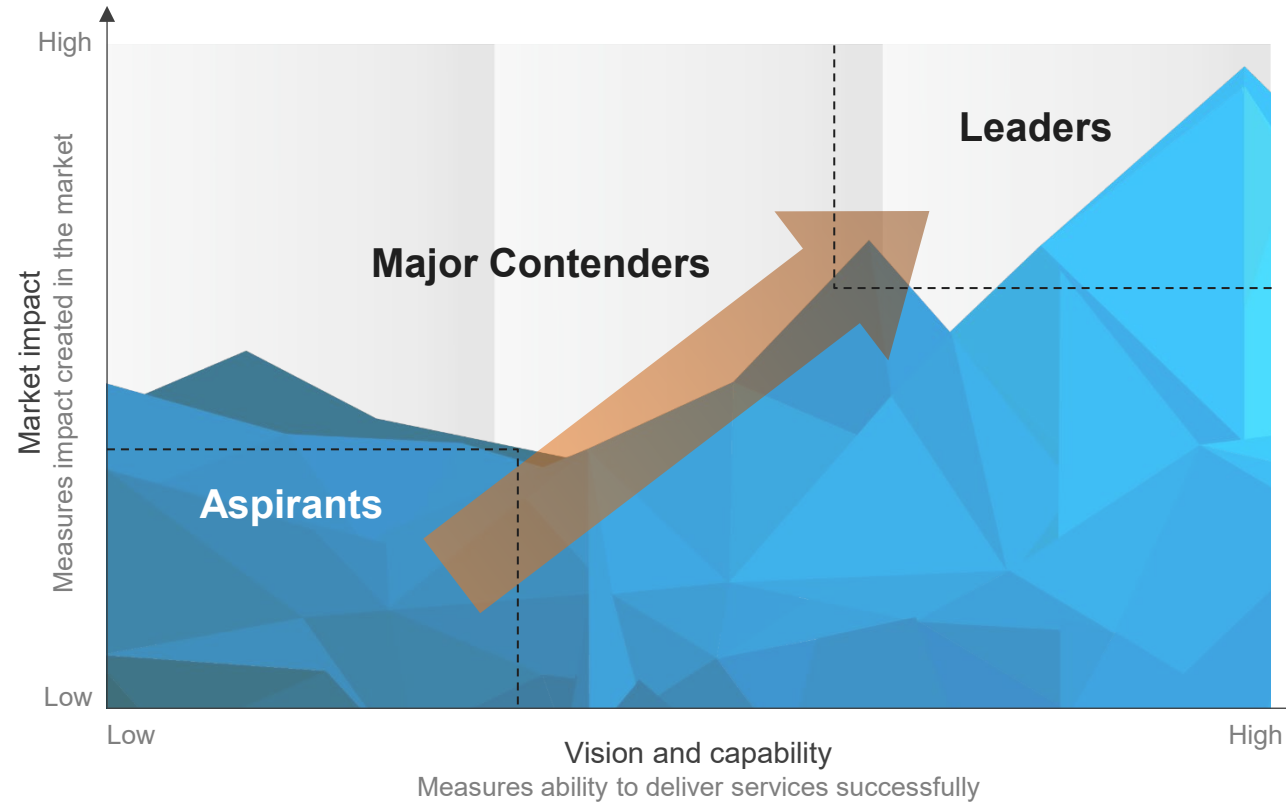 High
Leaders
Major Contenders
Market impact
Measures impact created in the market
Aspirants
Low
Low
High
Vision and capability
Measures ability to deliver services successfully